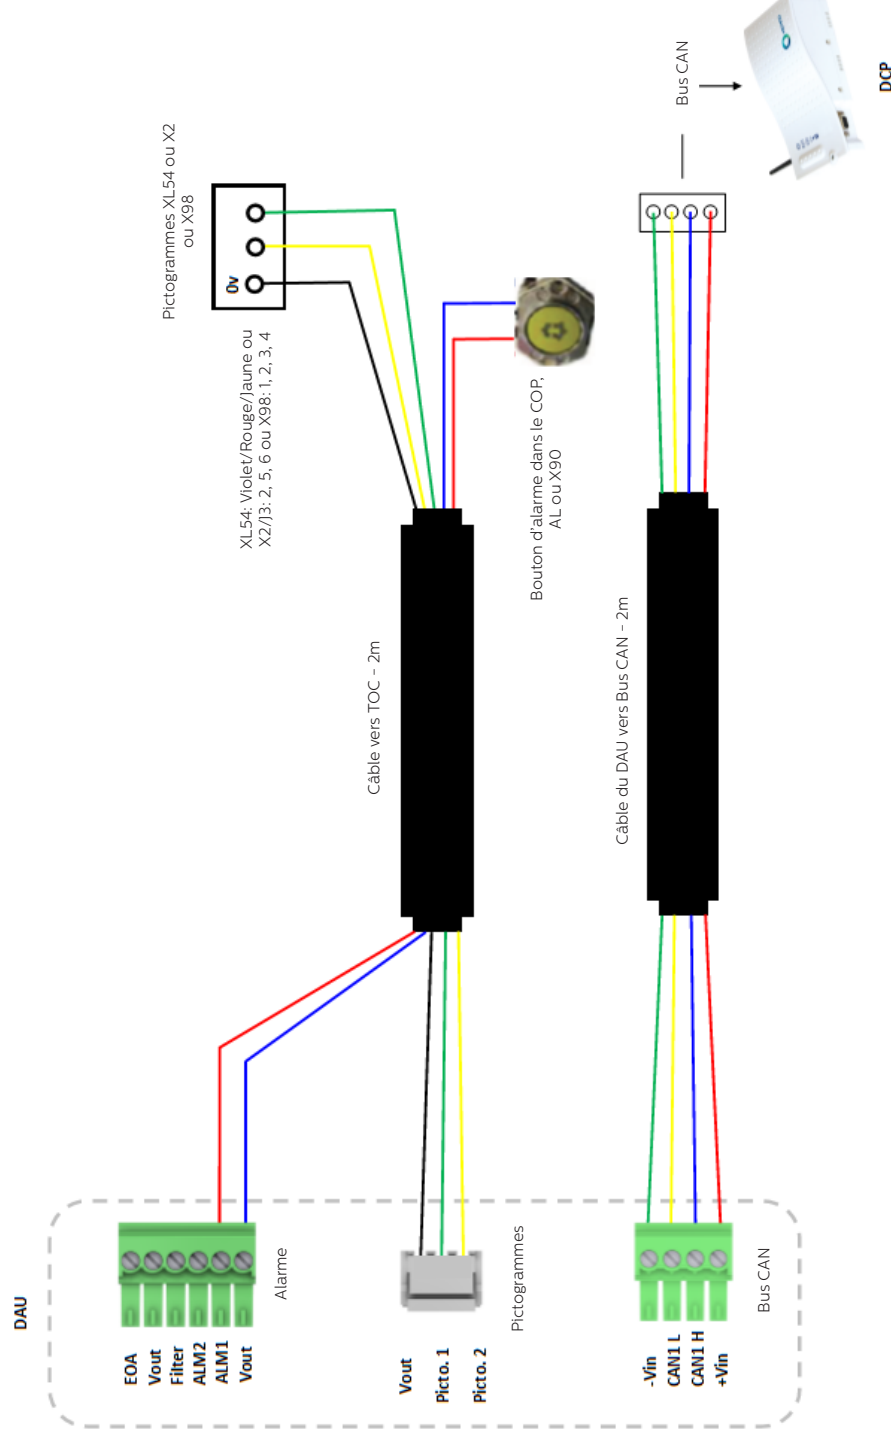 DAU
EOA
Vout
Filter
ALM2
ALM1
Vout
Alarme
Vout
Picto. 1
Picto. 2
Pictogrammes
-Vin
CAN1 L
CAN1 H
+Vin
Bus CAN
Câble vers TOC - 2m
Câble du DAU vers Bus CAN - 2m
Pictogrammes XL54 ou X2
ou X98
0v
XL54: Violet/Rouge/Jaune ou
X2/J3: 2, 5, 6 ou X98: 1, 2, 3, 4
Bouton d'alarme dans le COP,
AL ou X90
Bus CAN
DCP